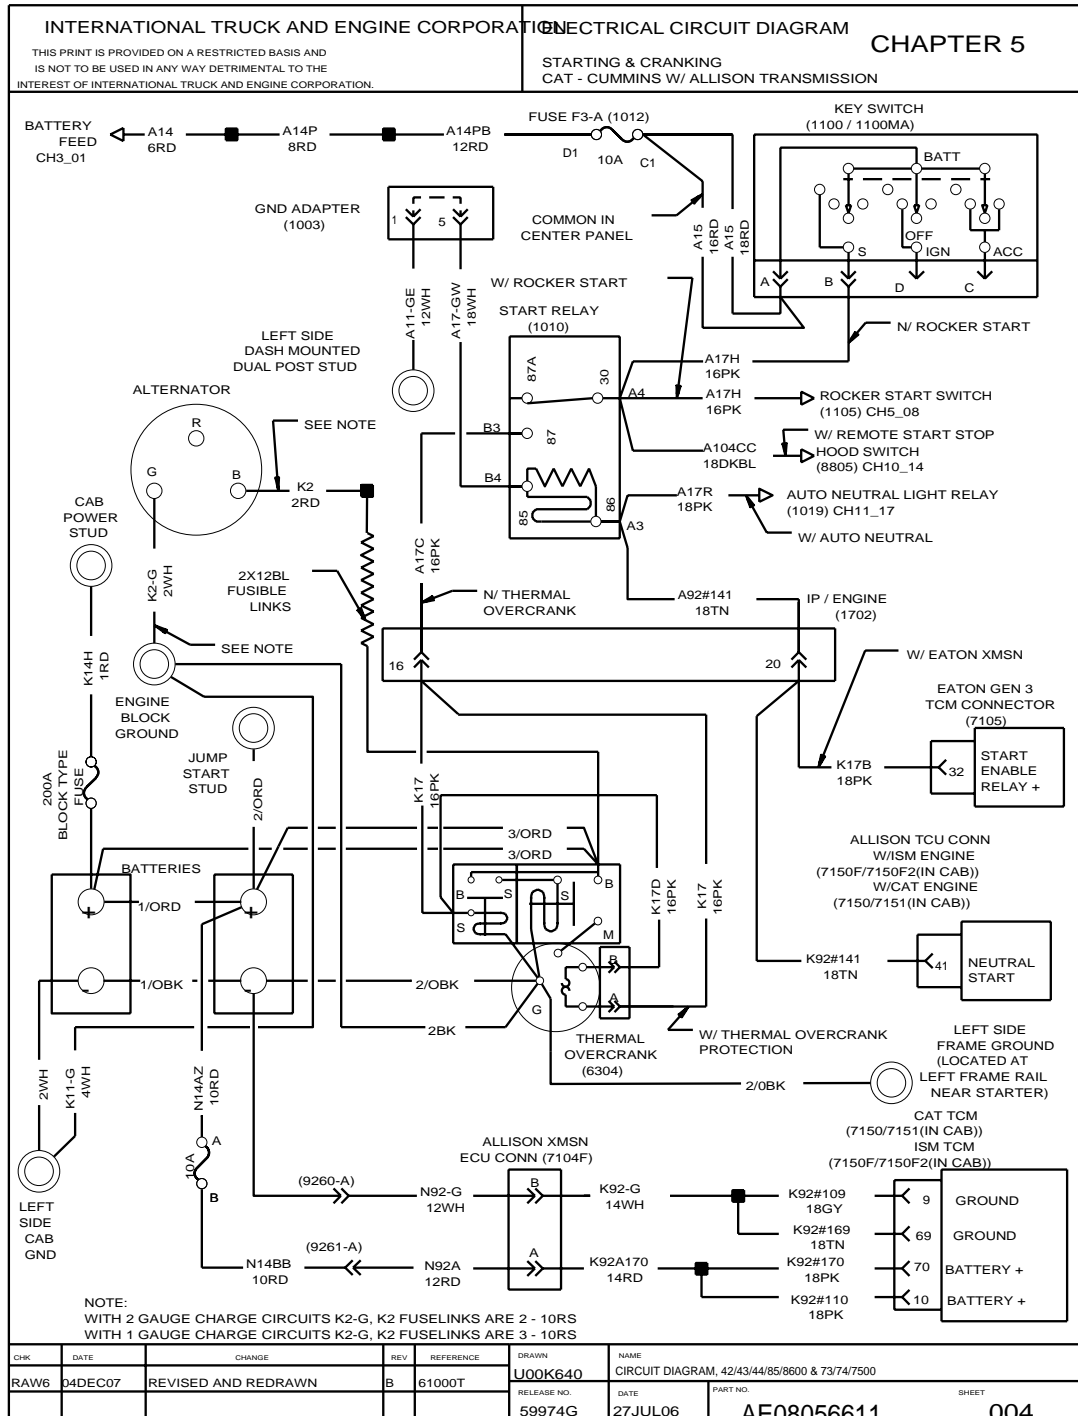 INTERNATIONAL TRUCK AND ENGINE CORPORATION
THIS PRINT IS PROVIDED ON A RESTRICTED BASIS AND
IS NOT TO BE USED IN ANY WAY DETRIMENTAL TO THE
INTEREST OF INTERNATIONAL TRUCK AND ENGINE CORPORATION.
ELECTRICAL CIRCUIT DIAGRAM
CHAPTER 5
STARTING & CRANKING
CAT - CUMMINS W/ ALLISON TRANSMISSION
BATTERY
FEED
CH3_01
A14
6RD
A14P
8RD
A14PB
12RD
FUSE F3-A (1012)
D1
10A
C1
KEY SWITCH
(1100 / 1100MA)
BATT
OFF
S
IGN
ACC
A
B
D
C
GND ADAPTER
(1003)
1
5
COMMON IN
CENTER PANEL
A15
16RD
A15
18RD
A11-GE
12WH
A17-GW
18WH
W/ ROCKER START
N/ ROCKER START
START RELAY
(1010)
87A
30
87
85
86
A4
B3
B4
A3
LEFT SIDE
DASH MOUNTED
DUAL POST STUD
A17H
16PK
A17H
16PK
ROCKER START SWITCH
(1105) CH5_08
A104CC
18DKBL
W/ REMOTE START STOP
HOOD SWITCH
(8805) CH10_14
A17R
18PK
AUTO NEUTRAL LIGHT RELAY
(1019) CH11_17
W/ AUTO NEUTRAL
ALTERNATOR
R
G
B
SEE NOTE
K2
2RD
CAB
POWER
STUD
K2-G
2WH
2X12BL
FUSIBLE
LINKS
A17C
16PK
N/ THERMAL
OVERCRANK
A92#141
18TN
IP / ENGINE
(1702)
16
20
SEE NOTE
K14H
1RD
ENGINE
BLOCK
GROUND
JUMP
START
STUD
2/ORD
200A
BLOCK TYPE
FUSE
K17
16PK
W/ EATON XMSN
EATON GEN 3
TCM CONNECTOR
(7105)
K17B
18PK
32
START
ENABLE
RELAY +
3/ORD
3/ORD
BATTERIES
1/ORD
+
+
1/OBK
-
-
2/OBK
2BK
B
S
S
S
B
M
G
B
A
K17D
16PK
K17
16PK
ALLISON TCU CONN
W/ISM ENGINE
(7150F/7150F2(IN CAB))
W/CAT ENGINE
(7150/7151(IN CAB))
K92#141
18TN
41
NEUTRAL
START
THERMAL
OVERCRANK
(6304)
W/ THERMAL OVERCRANK
PROTECTION
LEFT SIDE
FRAME GROUND
(LOCATED AT
LEFT FRAME RAIL
NEAR STARTER)
2/0BK
2WH
K11-G
4WH
N14AZ
10RD
A
10A
B
LEFT
SIDE
CAB
GND
ALLISON XMSN
ECU CONN (7104F)
B
A
(9260-A)
N92-G
12WH
K92-G
14WH
(9261-A)
N14BB
10RD
N92A
12RD
K92A170
14RD
CAT TCM
(7150/7151(IN CAB))
ISM TCM
(7150F/7150F2(IN CAB))
K92#109
18GY
9
GROUND
K92#169
18TN
69
GROUND
K92#170
18PK
70
BATTERY +
K92#110
18PK
10
BATTERY +
NOTE:
WITH 2 GAUGE CHARGE CIRCUITS K2-G, K2 FUSELINKS ARE 2 - 10RS
WITH 1 GAUGE CHARGE CIRCUITS K2-G, K2 FUSELINKS ARE 3 - 10RS
CHK DATE CHANGE REV REFERENCE
RAW6 04DEC07 REVISED AND REDRAWN B 61000T
DRAWN
U00K640
NAME
CIRCUIT DIAGRAM, 42/43/44/85/8600 & 73/74/7500
RELEASE NO.
59974G
DATE
27JUL06
PART NO.
AE08056611
SHEET
004